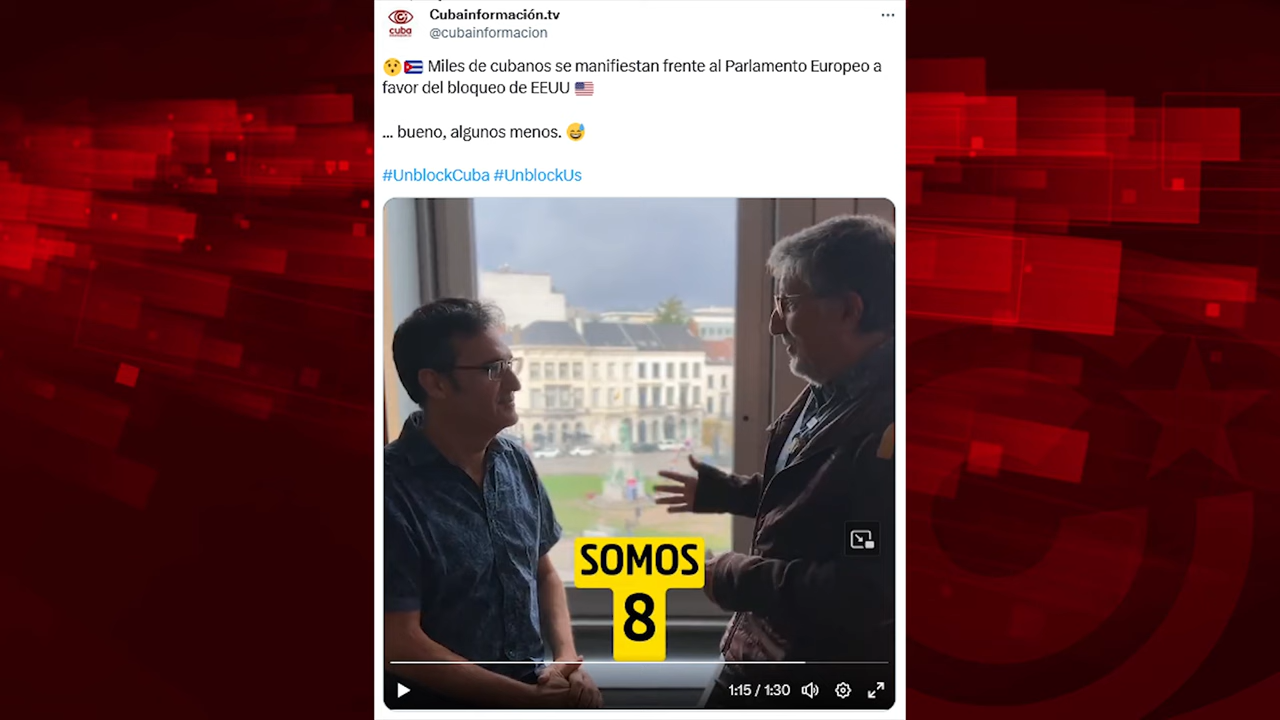 Cubainformación.tv
cuba
@cubainformacion
😯🇨🇺 Miles de cubanos se manifiestan frente al Parlamento Europeo a
favor del bloqueo de EEUU 🇺🇸
... bueno, algunos menos. 😅
#UnblockCuba #UnblockUs
SOMOS
8
1:15 / 1:30